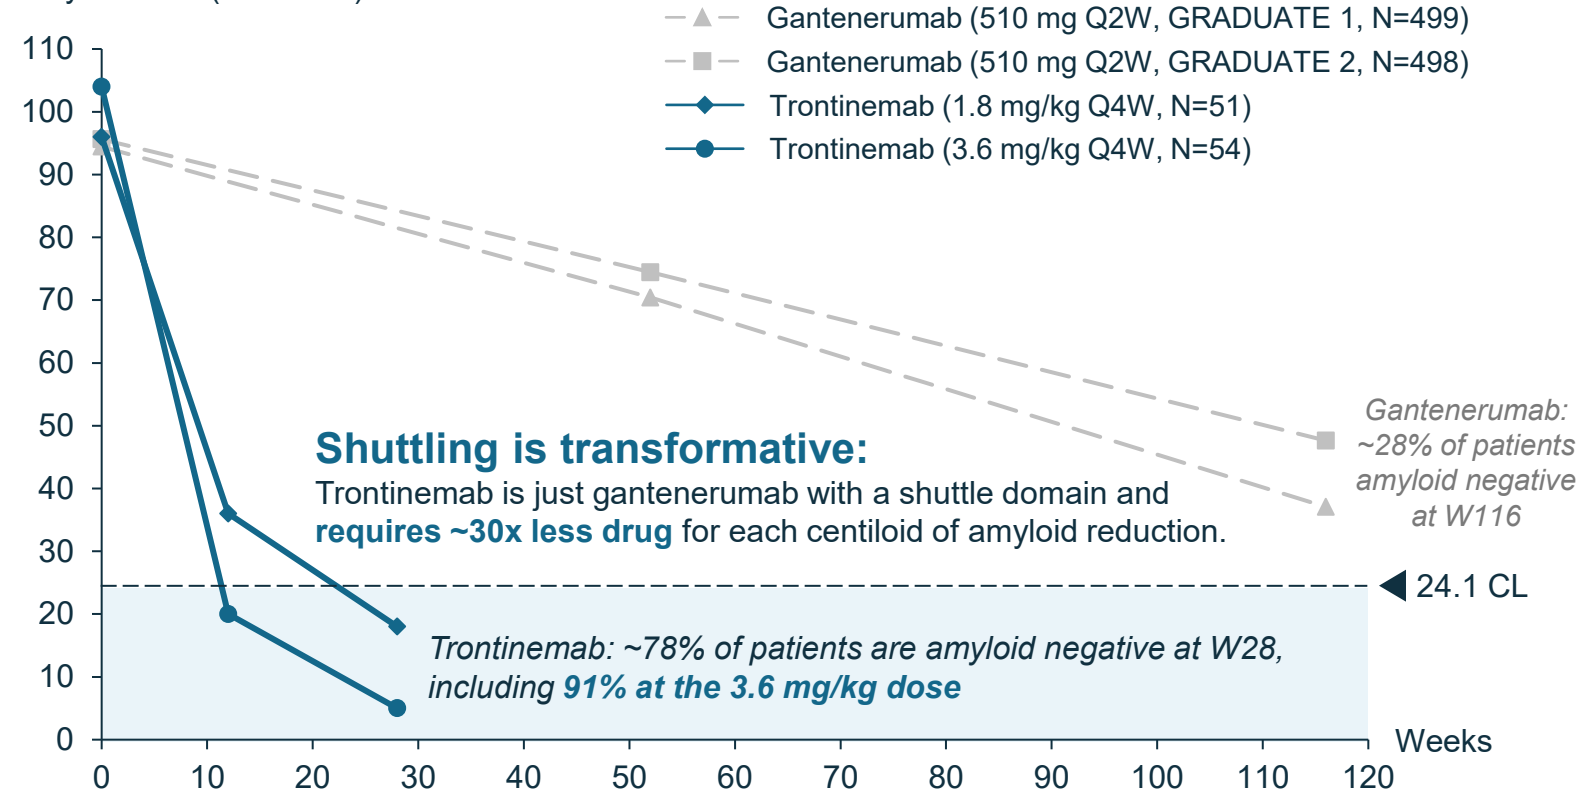 Gantenerumab (510 mg Q2W, GRADUATE 1, N=499)
Gantenerumab (510 mg Q2W, GRADUATE 2, N=498)
Trontinemab (1.8 mg/kg Q4W, N=51)
Trontinemab (3.6 mg/kg Q4W, N=54)
110
100
90
80
70
60
50
40
30
20
10
0
Gantenerumab:
~28% of patients
amyloid negative
at W116
Shuttling is transformative:
Trontinemab is just gantenerumab with a shuttle domain and
requires ~30x less drug for each centiloid of amyloid reduction.
24.1 CL
Trontinemab: ~78% of patients are amyloid negative at W28,
including 91% at the 3.6 mg/kg dose
Weeks
0 10 20 30 40 50 60 70 80 90 100 110 120